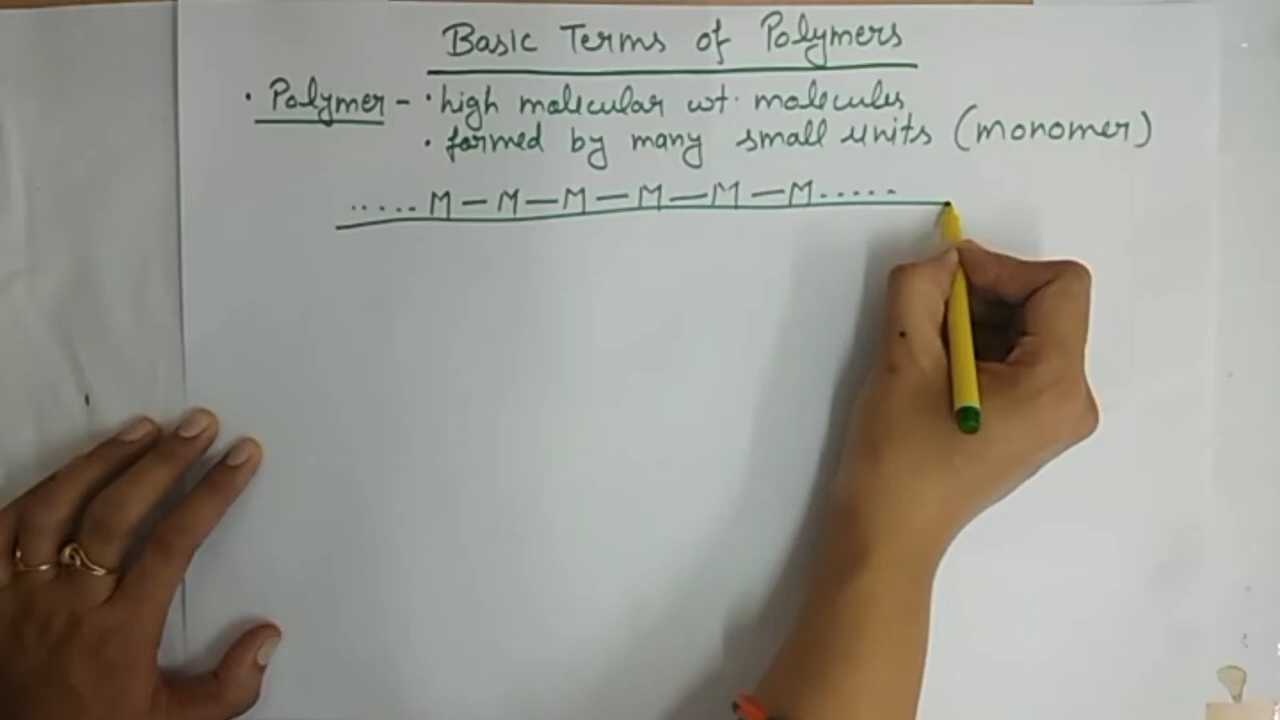 Basic Terms of Polymers
· Polymer - · high molecular wt. molecules
· formed by many small units (monomer)
.....M-M-M-M-M-M.....